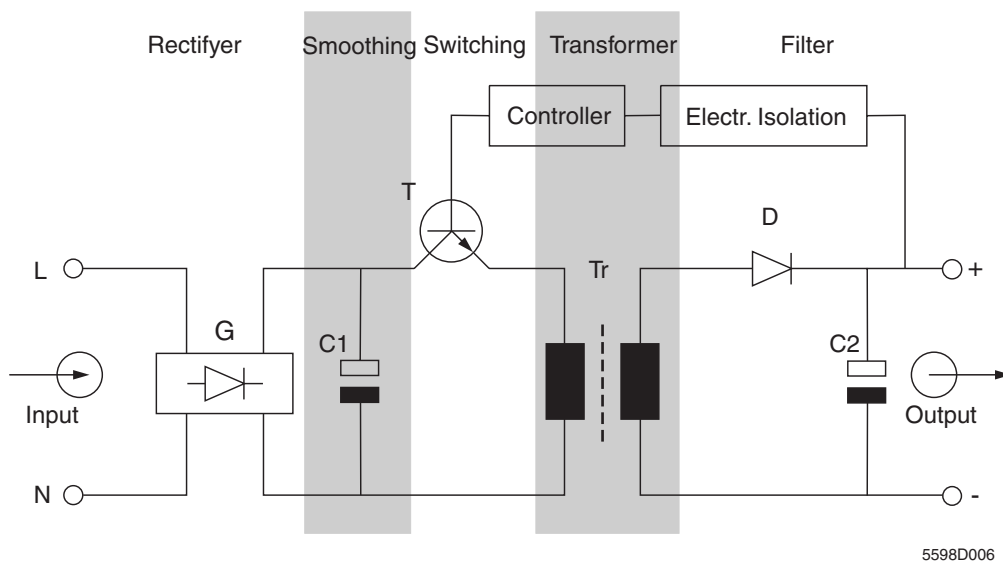 Rectifyer
Smoothing
Switching
Transformer
Filter
Controller
Electr. Isolation
T
D
L
Tr
+
G
C1
C2
Input
Output
N
-
5598D006